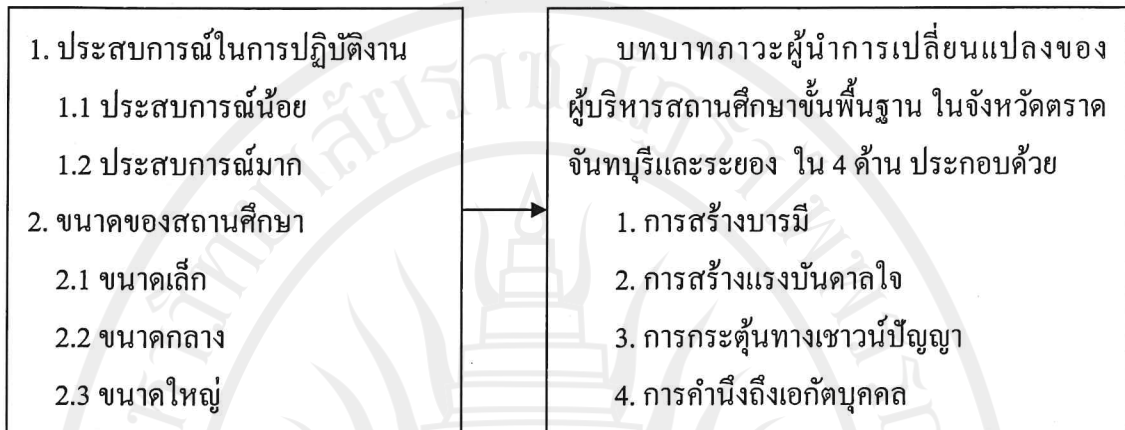 1. ประสบการณ์ในการปฏิบัติงาน
1.1 ประสบการณ์น้อย
1.2 ประสบการณ์มาก
2. ขนาดของสถานศึกษา
2.1 ขนาดเล็ก
2.2 ขนาดกลาง
2.3 ขนาดใหญ่
บทบาทภาวะผู้นำการเปลี่ยนแปลงของ
ผู้บริหารสถานศึกษาขั้นพื้นฐาน ในจังหวัดตราด
จันทบุรีและระยอง ใน 4 ด้าน ประกอบด้วย
1. การสร้างบารมี
2. การสร้างแรงบันดาลใจ
3. การกระตุ้นทางเชาวน์ปัญญา
4. การคำนึงถึงเอกัตบุคคล